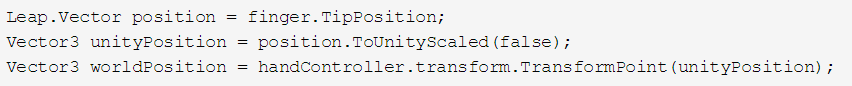 Leap.Vector position = finger.TipPosition;
Vector3 unityPosition = position.ToUnityScaled(false);
Vector3 worldPosition = handController.transform.TransformPoint(unityPosition);